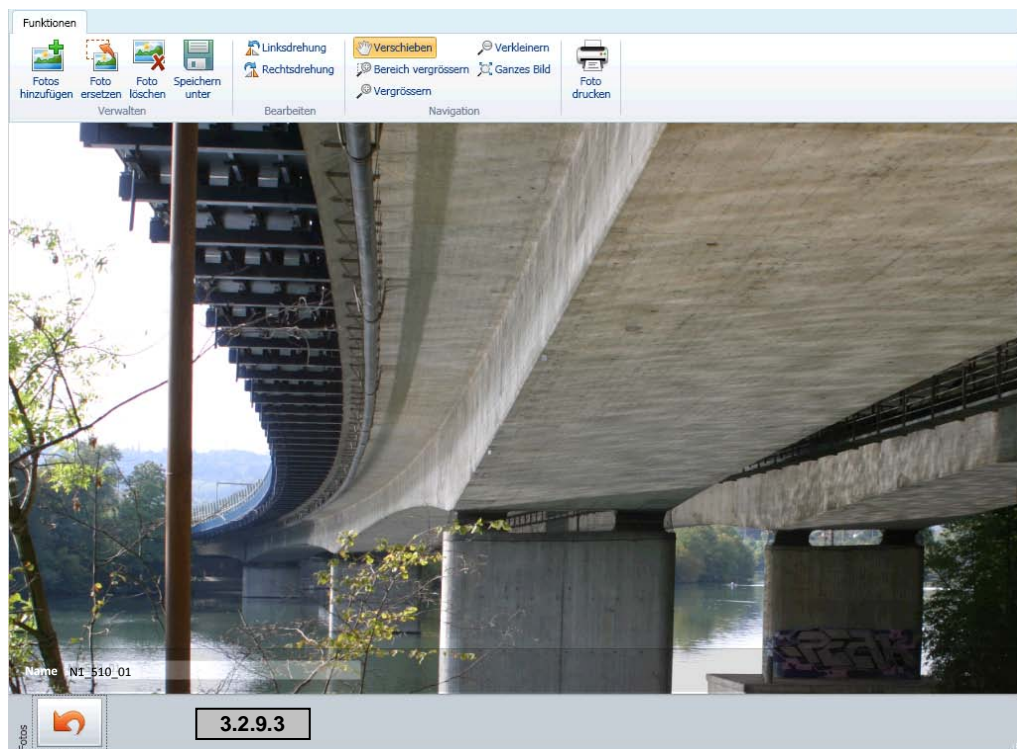 Funktionen
Fotos hinzufügen
Foto ersetzen
Foto löschen
Speichern unter
Verwalten
Linksdrehung
Rechtsdrehung
Bearbeiten
Verschieben
Bereich vergrössern
Vergrössern
Verkleinern
Ganzes Bild
Navigation
Foto drucken
Name N1_510_01
Fotos
3.2.9.3